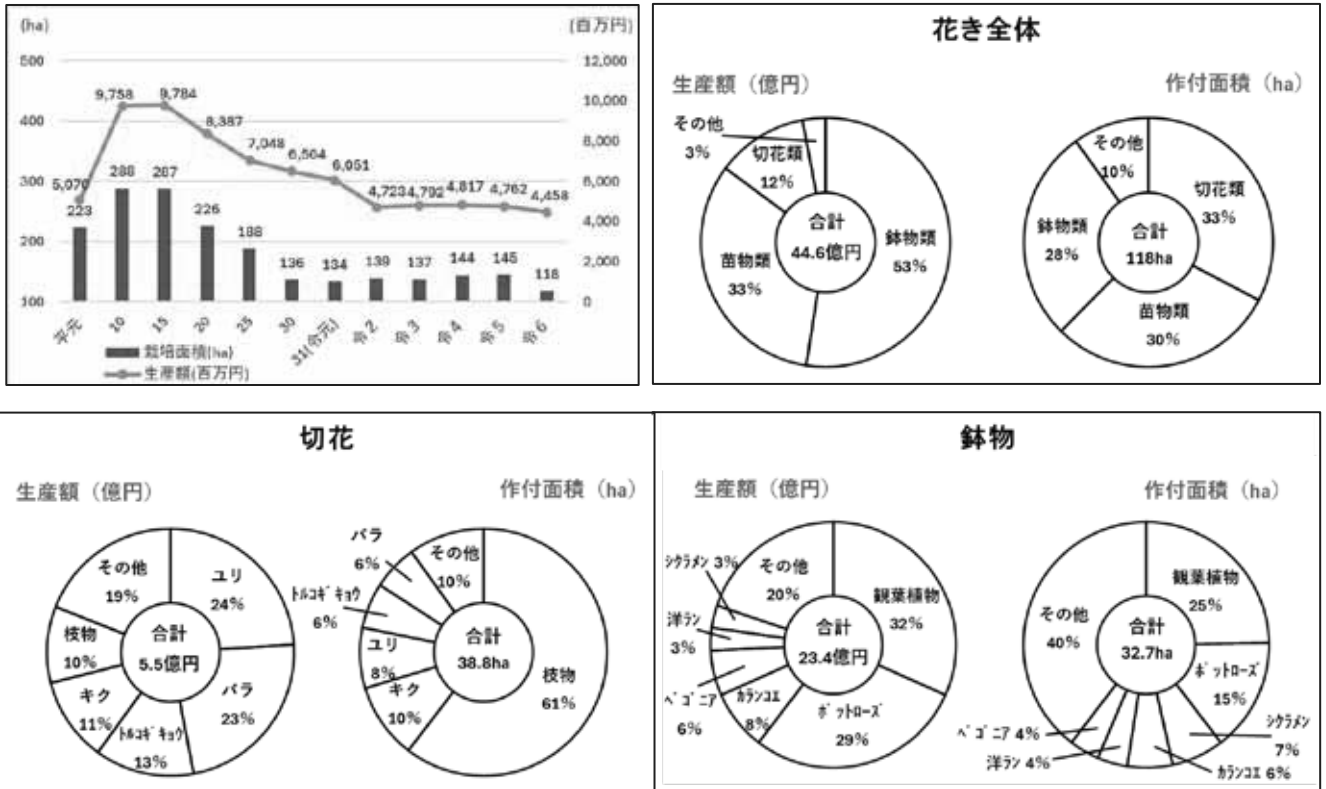 (ha)
(百万円)
500
400
300
200
100
12,000
10,000
8,000
6,000
4,000
2,000
0
5,070
9,758
9,784
8,387
7,048
6,504
6,051
4,723
4,792
4,817
4,762
4,458
223
288
287
226
188
136
134
139
137
144
145
118
平元
10
15
20
25
30
31(令元)
令2
令3
令4
令5
令6
栽培面積(ha)
生産額(百万円)
花き全体
生産額（億円）
その他
3%
切花類
12%
苗物類
33%
鉢物類
53%
合計
44.6億円
作付面積（ha）
その他
10%
切花類
33%
鉢物類
28%
苗物類
30%
合計
118ha
切花
生産額（億円）
その他
19%
ユリ
24%
枝物
10%
キク
11%
ﾄﾙｺｷﾞｷｮｳ
13%
バラ
23%
合計
5.5億円
作付面積（ha）
バラ
6%
その他
10%
ﾄﾙｺｷﾞｷｮｳ
6%
ユリ
8%
キク
10%
枝物
61%
合計
38.8ha
鉢物
生産額（億円）
ｼｸﾗﾒﾝ 3%
その他
20%
観葉植物
32%
洋ﾗﾝ
3%
ﾍﾞｺﾞﾆｱ
6%
ｶﾗﾝｺｴ
8%
ﾎﾟｯﾄﾛｰｽﾞ
29%
合計
23.4億円
作付面積（ha）
観葉植物
25%
その他
40%
ﾎﾟｯﾄﾛｰｽﾞ
15%
ｼｸﾗﾒﾝ
7%
ｶﾗﾝｺｴ 6%
洋ﾗﾝ 4%
ﾍﾞｺﾞﾆｱ 4%
合計
32.7ha